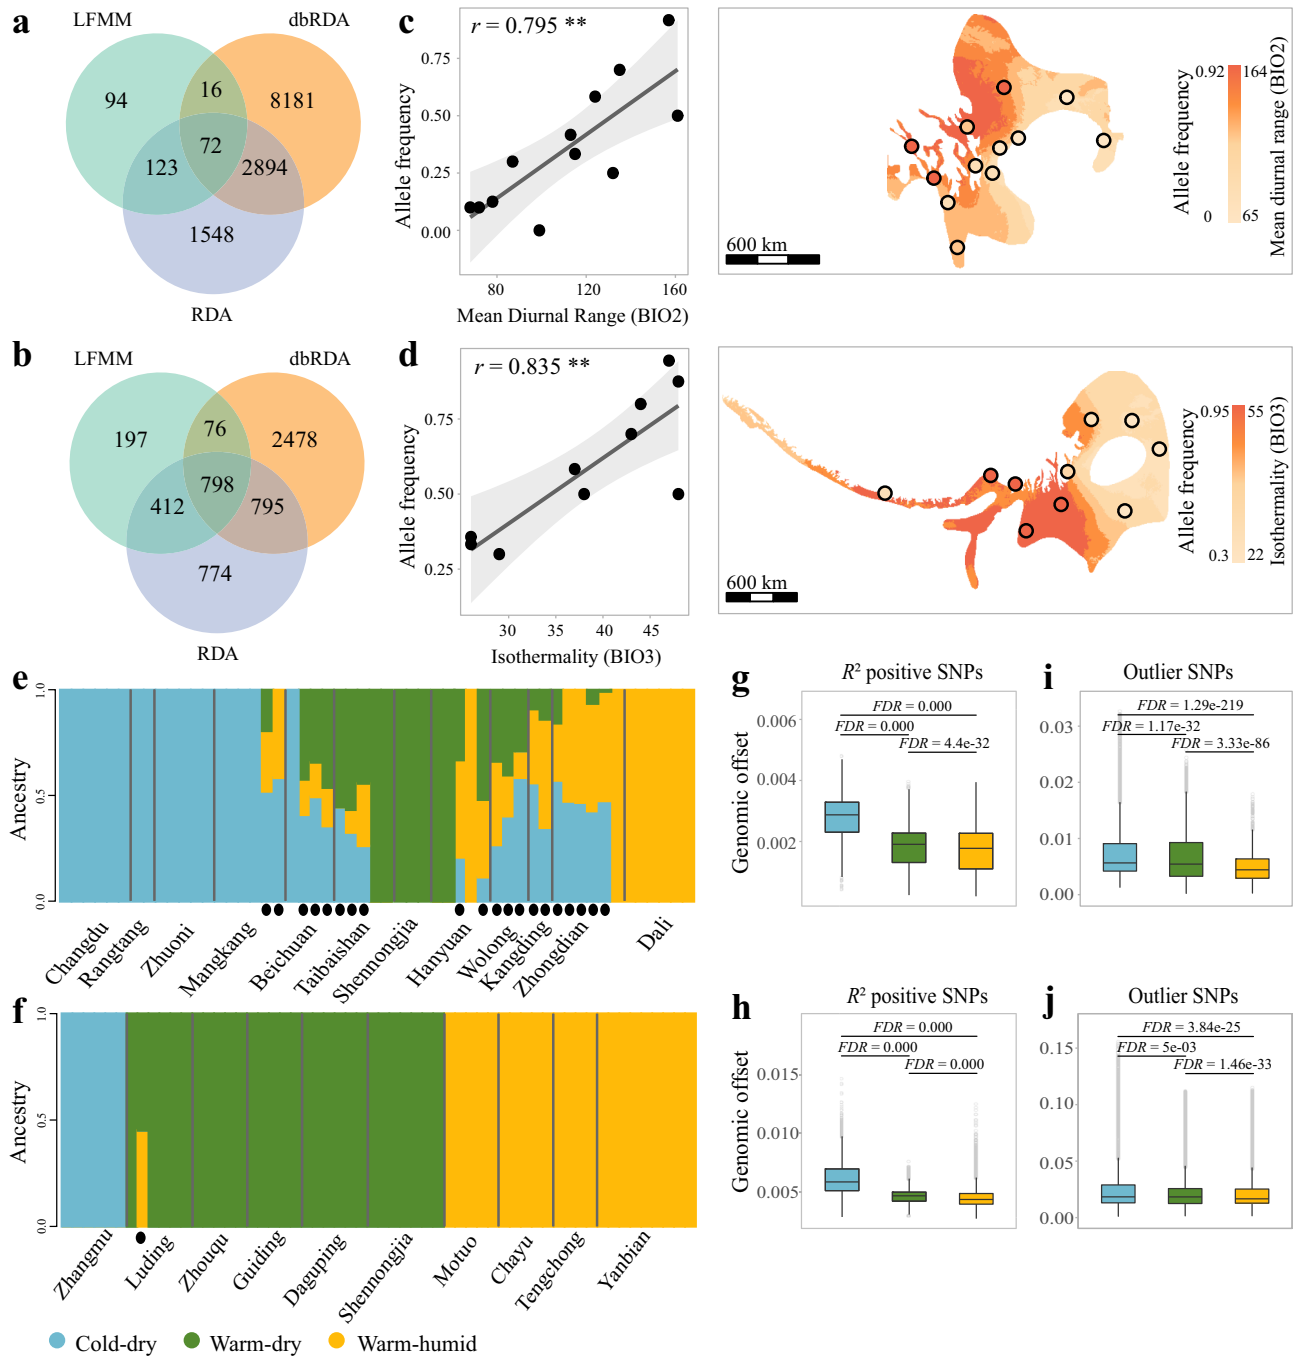 a
LFMM
dbRDA
94
16
8181
72
123
2894
1548
RDA
b
LFMM
dbRDA
197
76
2478
798
412
795
774
RDA
c
r = 0.795 **
Allele frequency
0.75
0.50
0.25
0.00
80
120
160
Mean Diurnal Range (BIO2)
600 km
Allele frequency
0.92
164
0
65
Mean diurnal range (BIO2)
d
r = 0.835 **
Allele frequency
0.75
0.50
0.25
30
35
40
45
Isothermality (BIO3)
600 km
Allele frequency
0.95
55
0.3
22
Isothermality (BIO3)
e
Ancestry
1.0
0.5
0.0
Changdu
Rangtang
Zhuoni
Mangkang
Beichuan
Taibaishan
Shennongjia
Hanyuan
Wolong
Kangding
Zhongdian
Dali
f
Ancestry
1.0
0.5
0.0
Zhangmu
Luding
Zhouqu
Guiding
Daguping
Shennongjia
Motuo
Chayu
Tengchong
Yanbian
Cold-dry
Warm-dry
Warm-humid
g
R² positive SNPs
Genomic offset
0.006
0.004
0.002
FDR = 0.000
FDR = 0.000
FDR = 4.4e-32
i
Outlier SNPs
0.03
0.02
0.01
0.00
FDR = 1.29e-219
FDR = 1.17e-32
FDR = 3.33e-86
h
R² positive SNPs
Genomic offset
0.015
0.010
0.005
FDR = 0.000
FDR = 0.000
FDR = 0.000
j
Outlier SNPs
0.15
0.10
0.05
0.00
FDR = 3.84e-25
FDR = 5e-03
FDR = 1.46e-33